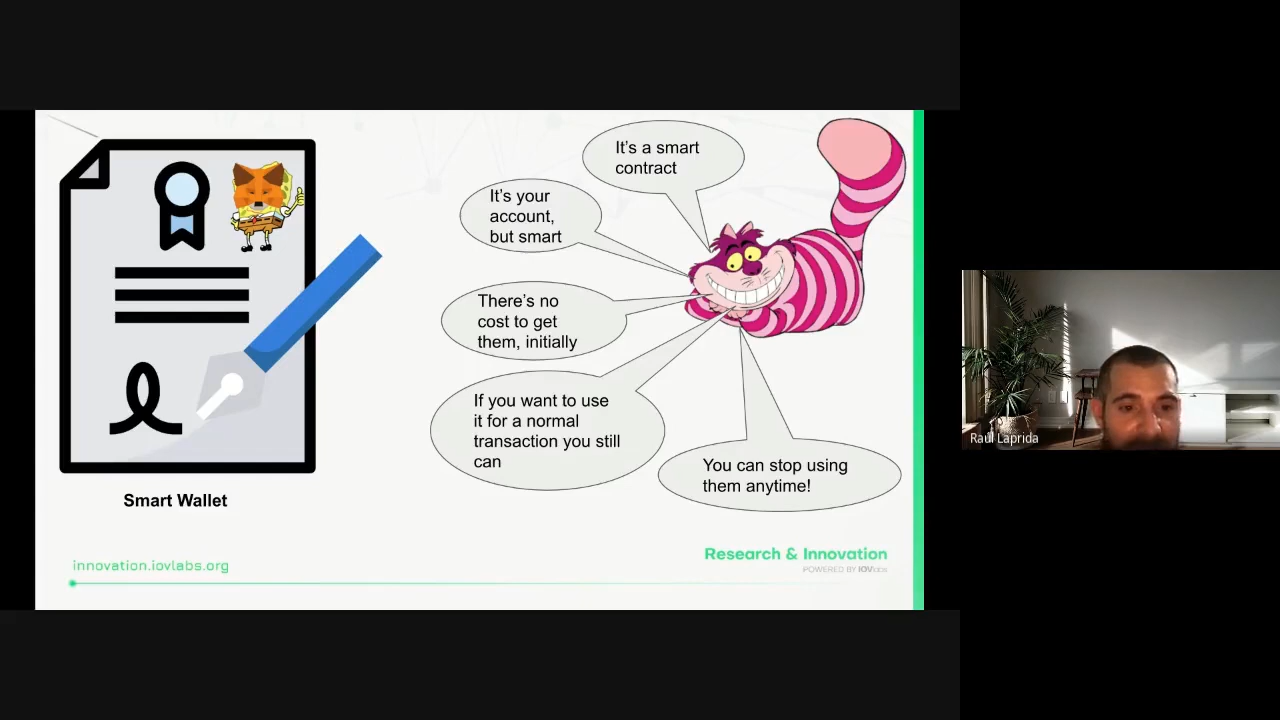 It's a smart
contract
It's your
account,
but smart
There's no
cost to get
them, initially
If you want to use
it for a normal
transaction you still
can
You can stop using
them anytime!
Smart Wallet
innovation.iovlabs.org
Research & Innovation
POWERED BY IOVlabs
Raúl Laprida